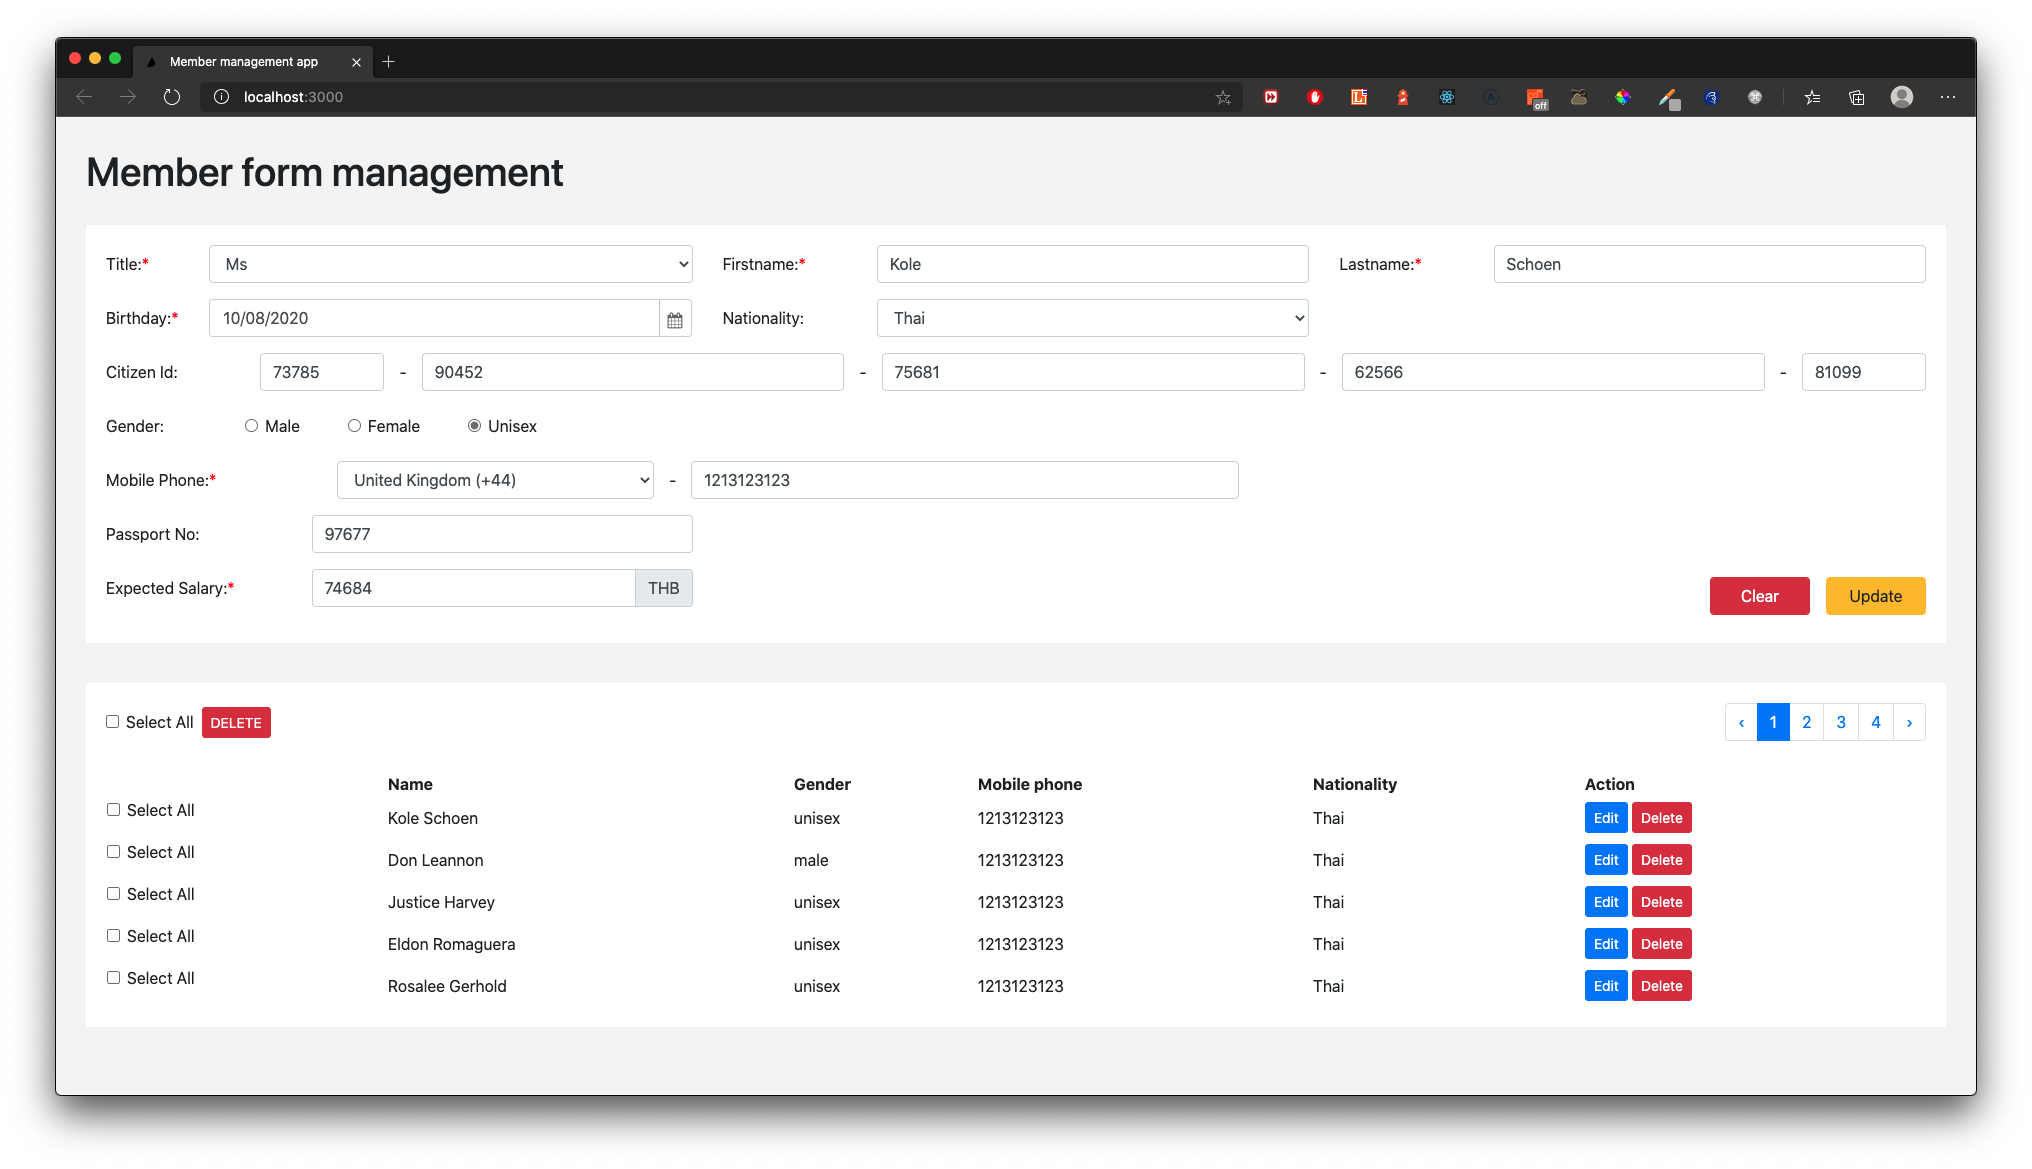 Member management app
localhost:3000
off
Member form management
Title:* Ms Firstname:* Kole Lastname:* Schoen
Birthday:* 10/08/2020 Nationality: Thai
Citizen Id: 73785 - 90452 - 75681 - 62566 - 81099
Gender: Male Female Unisex
Mobile Phone:* United Kingdom (+44) - 1213123123
Passport No: 97677
Expected Salary:* 74684 THB
Clear Update
Select All DELETE ‹ 1 2 3 4 ›
Name Gender Mobile phone Nationality Action
Select All Kole Schoen unisex 1213123123 Thai Edit Delete
Select All Don Leannon male 1213123123 Thai Edit Delete
Select All Justice Harvey unisex 1213123123 Thai Edit Delete
Select All Eldon Romaguera unisex 1213123123 Thai Edit Delete
Select All Rosalee Gerhold unisex 1213123123 Thai Edit Delete